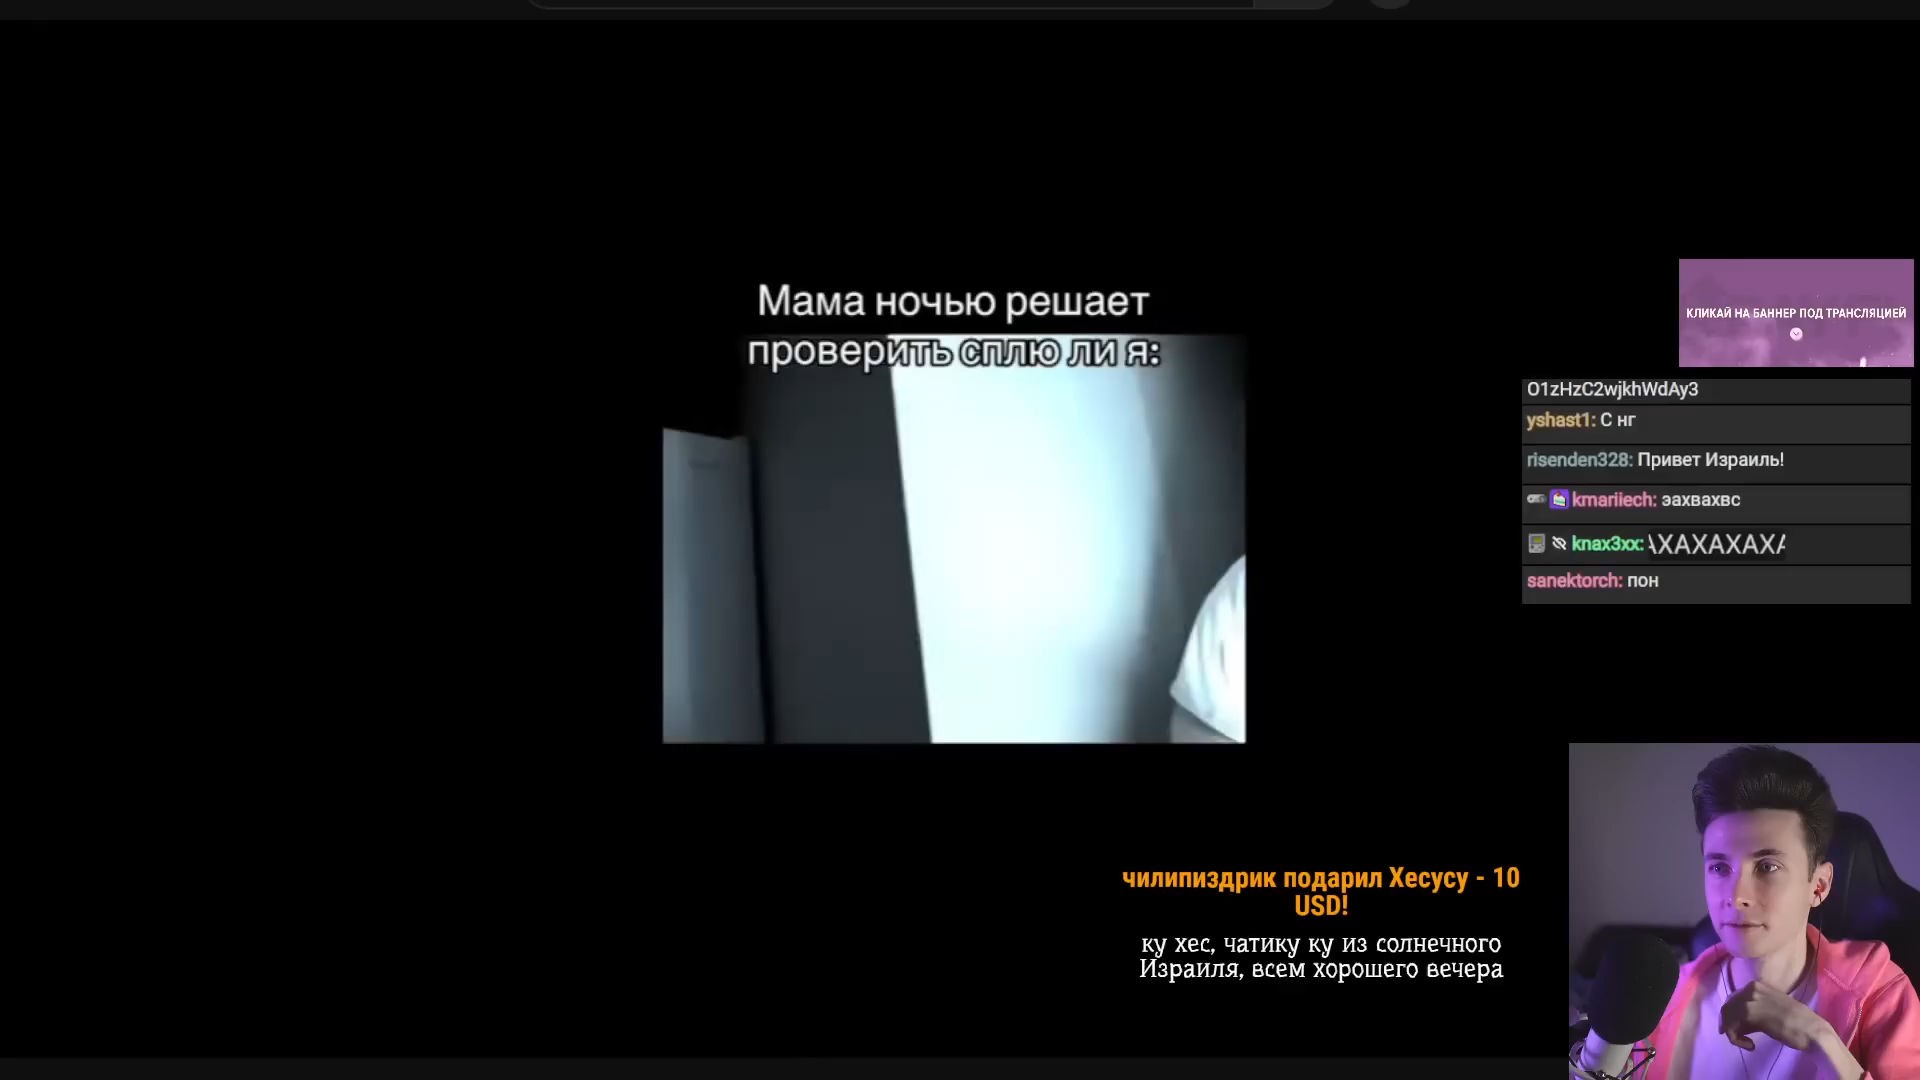 Мама ночью решает
проверить сплю ли я:
КЛИКАЙ НА БАННЕР ПОД ТРАНСЛЯЦИЕЙ
O1zHzC2wjkhWdAy3
yshast1: С нг
risenden328: Привет Израиль!
kmariiech: эахвахвс
knax3xx: АХАХАХАХА
sanektorch: пон
чилипиздрик подарил Хесусу - 10
USD!
ку хес, чатику ку из солнечного
Израиля, всем хорошего вечера